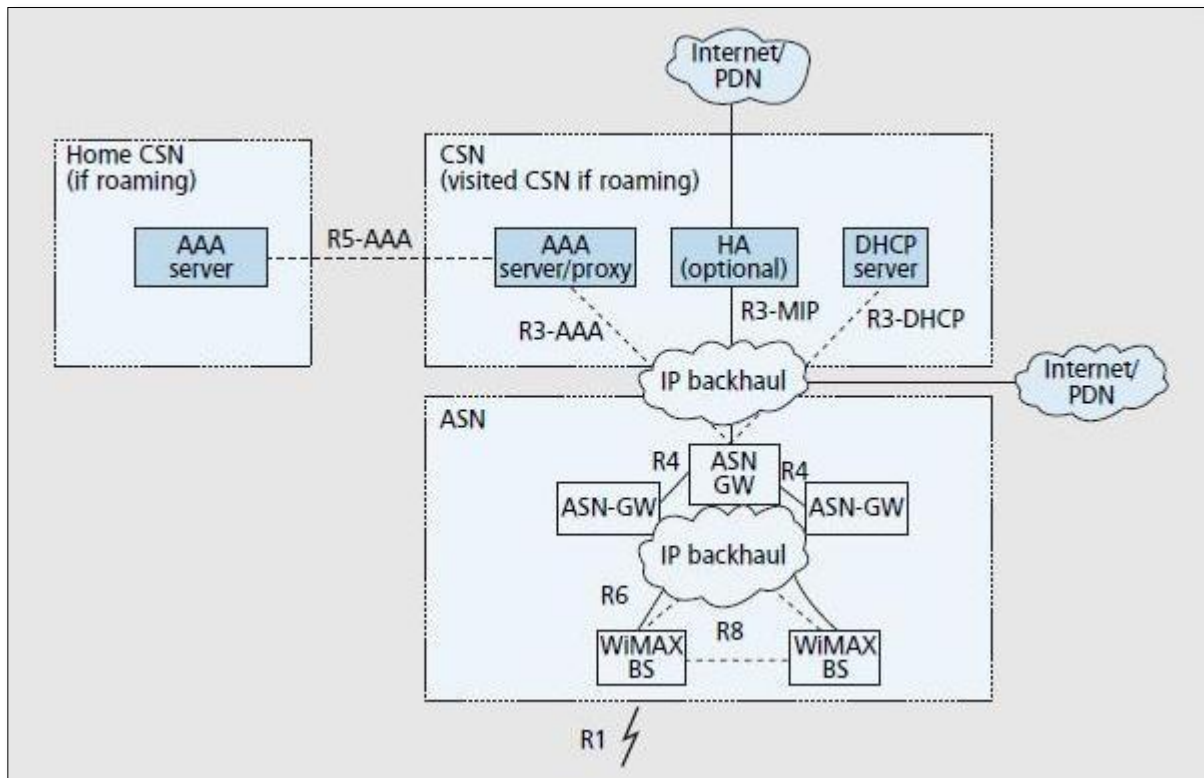 Internet/
PDN
Home CSN
(if roaming)
CSN
(visited CSN if roaming)
AAA
server
R5-AAA
AAA
server/proxy
HA
(optional)
DHCP
server
R3-AAA
R3-MIP
R3-DHCP
IP backhaul
Internet/
PDN
ASN
R4
ASN
GW
R4
ASN-GW
ASN-GW
IP backhaul
R6
R8
WiMAX
BS
WiMAX
BS
R1